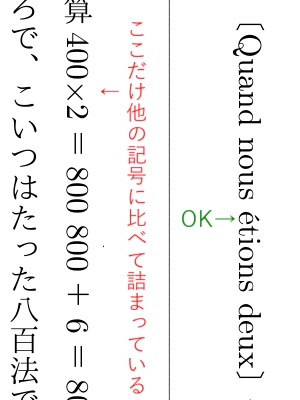 〔Quand nous étions deux〕
OK→
ここだけ他の記号に比べて詰まっている
←
算 400×2 = 800 800 + 6 = 80
ろで、こいつはたった八百法で